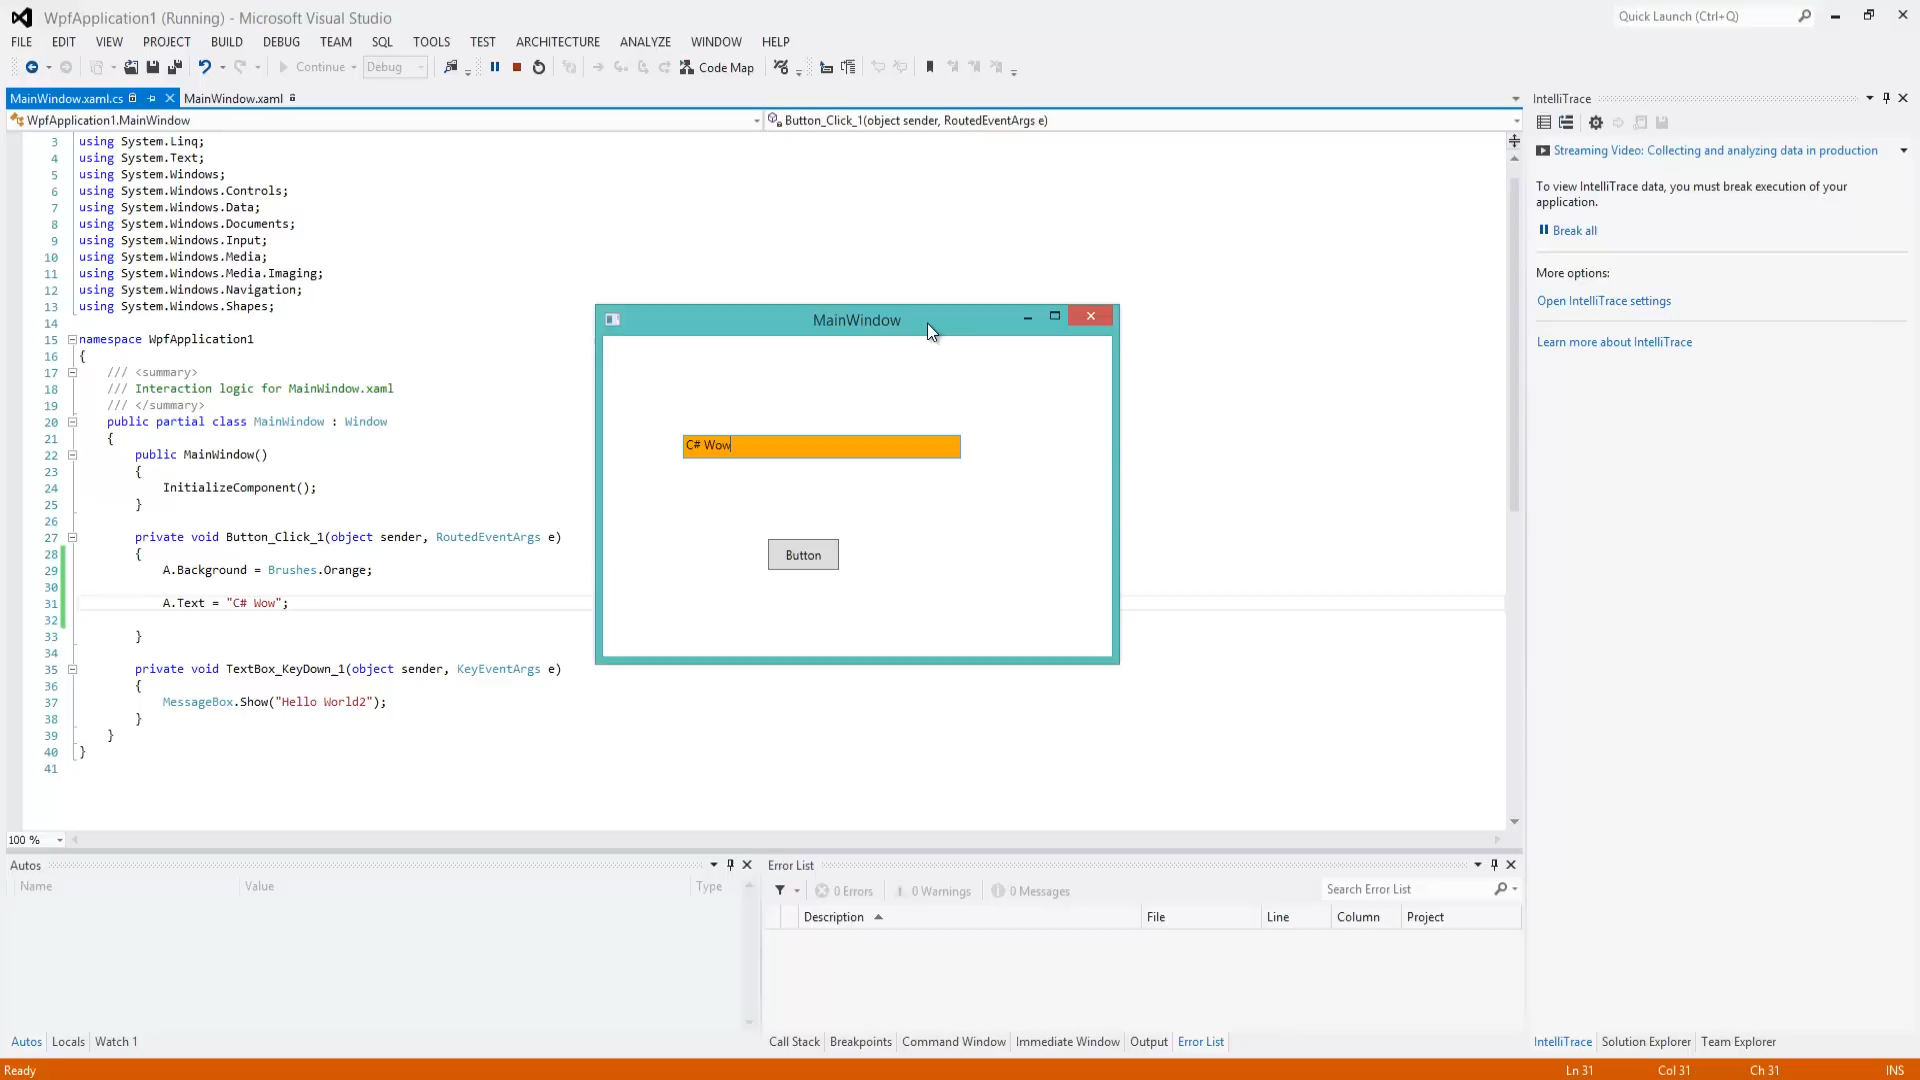 WpfApplication1 (Running) - Microsoft Visual Studio
Quick Launch (Ctrl+Q)
FILE EDIT VIEW PROJECT BUILD DEBUG TEAM SQL TOOLS TEST ARCHITECTURE ANALYZE WINDOW HELP
Continue Debug Code Map
MainWindow.xaml.cs MainWindow.xaml
WpfApplication1.MainWindow Button_Click_1(object sender, RoutedEventArgs e)
3 using System.Linq;
4 using System.Text;
5 using System.Windows;
6 using System.Windows.Controls;
7 using System.Windows.Data;
8 using System.Windows.Documents;
9 using System.Windows.Input;
10 using System.Windows.Media;
11 using System.Windows.Media.Imaging;
12 using System.Windows.Navigation;
13 using System.Windows.Shapes;
14
15 namespace WpfApplication1
16 {
17 /// <summary>
18 /// Interaction logic for MainWindow.xaml
19 /// </summary>
20 public partial class MainWindow : Window
21 {
22 public MainWindow()
23 {
24 InitializeComponent();
25 }
26
27 private void Button_Click_1(object sender, RoutedEventArgs e)
28 {
29 A.Background = Brushes.Orange;
30
31 A.Text = "C# Wow";
32
33 }
34
35 private void TextBox_KeyDown_1(object sender, KeyEventArgs e)
36 {
37 MessageBox.Show("Hello World2");
38 }
39 }
40 }
41
MainWindow
C# Wow
Button
IntelliTrace
Streaming Video: Collecting and analyzing data in production
To view IntelliTrace data, you must break execution of your
application.
Break all
More options:
Open IntelliTrace settings
Learn more about IntelliTrace
100 %
Autos
Name Value Type
Autos Locals Watch 1
Error List
0 Errors 0 Warnings 0 Messages Search Error List
Description File Line Column Project
Call Stack Breakpoints Command Window Immediate Window Output Error List
IntelliTrace Solution Explorer Team Explorer
Ready Ln 31 Col 31 Ch 31 INS